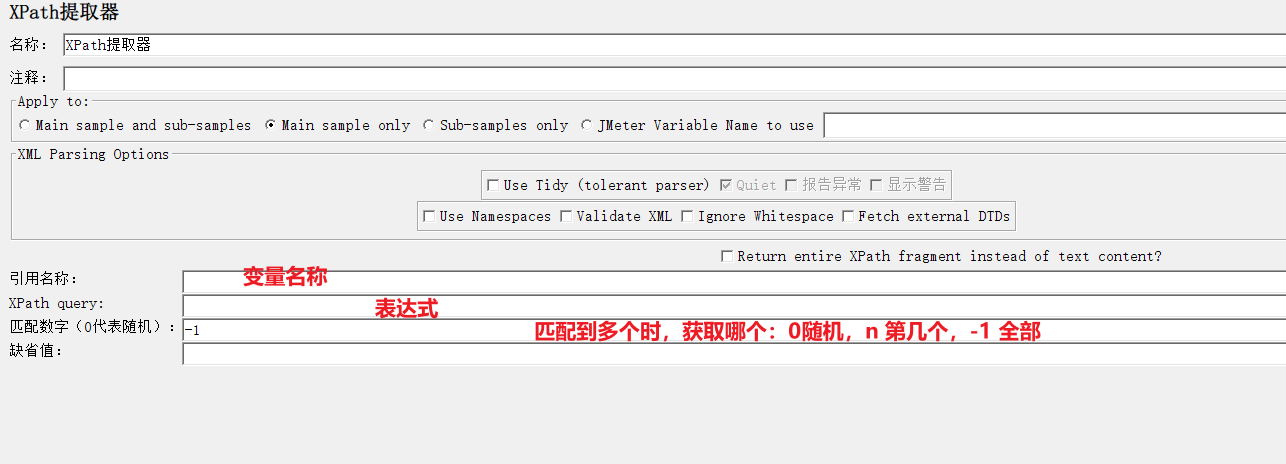 XPath提取器
名称： XPath提取器
注释：
Apply to:
Main sample and sub-samples Main sample only Sub-samples only JMeter Variable Name to use
XML Parsing Options
Use Tidy (tolerant parser) Quiet 报告异常 显示警告
Use Namespaces Validate XML Ignore Whitespace Fetch external DTDs
Return entire XPath fragment instead of text content?
引用名称： 变量名称
XPath query: 表达式
匹配数字（0代表随机）： -1 匹配到多个时，获取哪个：0随机，n 第几个，-1 全部
缺省值：